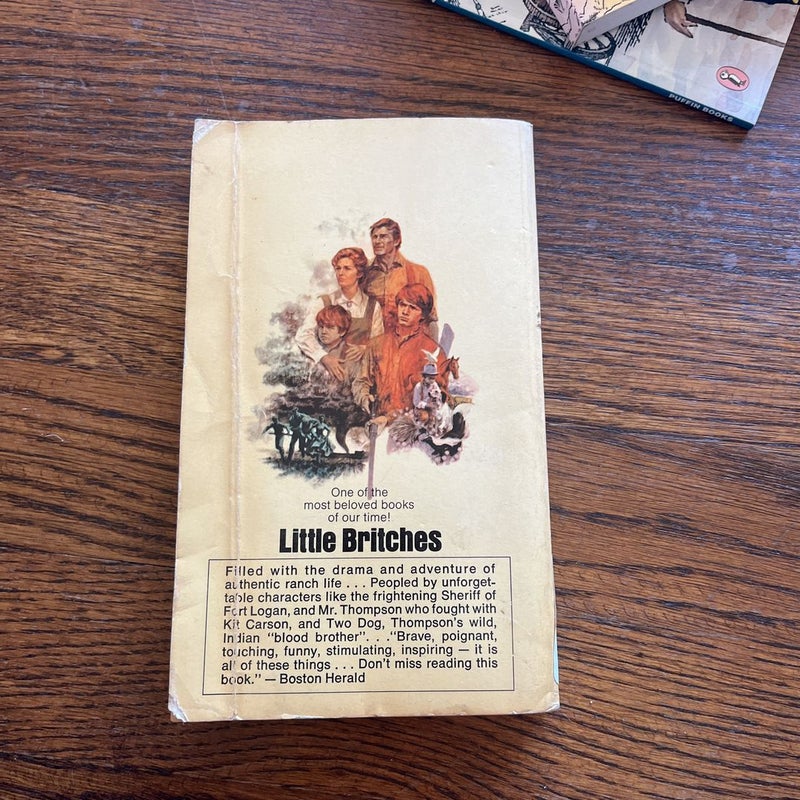 PUFFIN BOOKS
One of the
most beloved books
of our time!
Little Britches
Filled with the drama and adventure of
authentic ranch life . . . Peopled by unforget-
table characters like the frightening Sheriff of
Fort Logan, and Mr. Thompson who fought with
Kit Carson, and Two Dog, Thompson's wild,
Indian "blood brother". . ."Brave, poignant,
touching, funny, stimulating, inspiring — it is
all of these things . . . Don't miss reading this
book." — Boston Herald